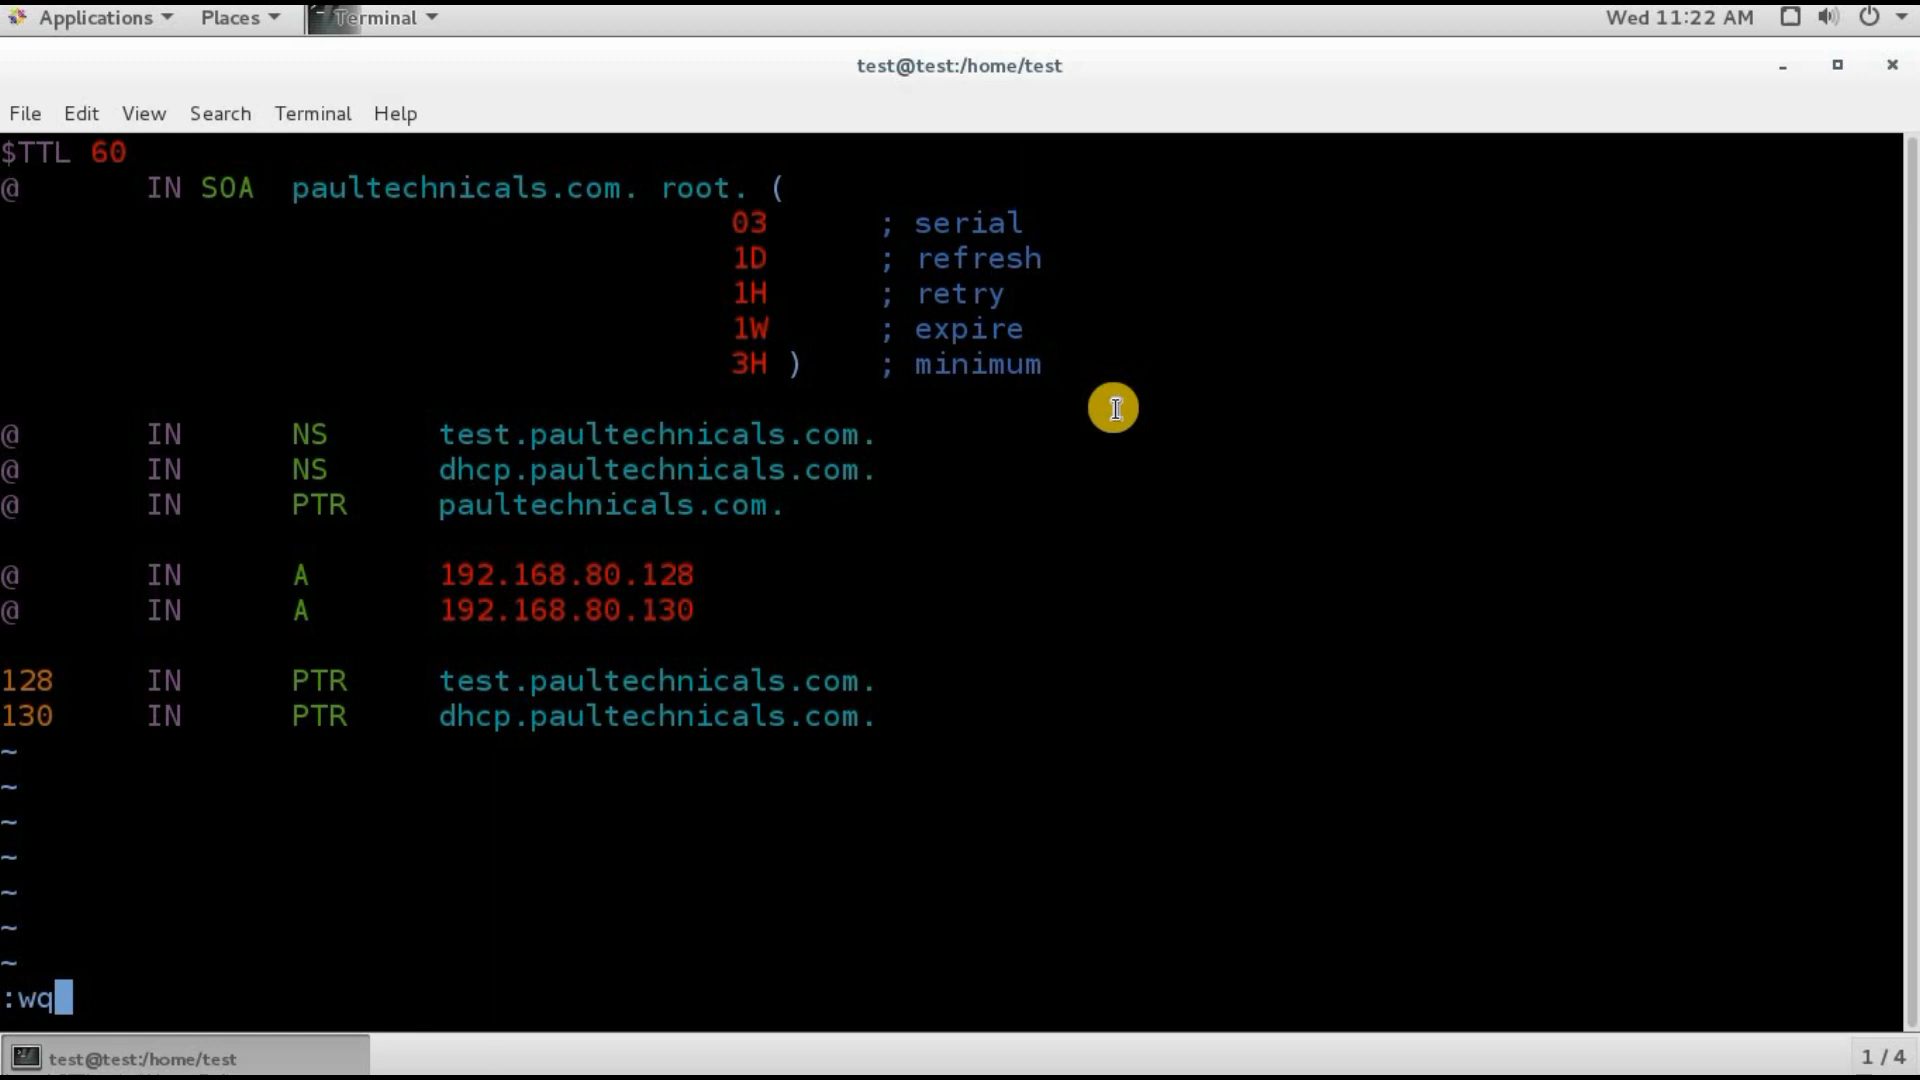 Applications Places Terminal Wed 11:22 AM
test@test:/home/test
File Edit View Search Terminal Help
$TTL 60
@ IN SOA paultechnicals.com. root. (
03 ; serial
1D ; refresh
1H ; retry
1W ; expire
3H ) ; minimum
@ IN NS test.paultechnicals.com.
@ IN NS dhcp.paultechnicals.com.
@ IN PTR paultechnicals.com.
@ IN A 192.168.80.128
@ IN A 192.168.80.130
128 IN PTR test.paultechnicals.com.
130 IN PTR dhcp.paultechnicals.com.
~
~
~
~
~
~
~
:wq
test@test:/home/test 1 / 4